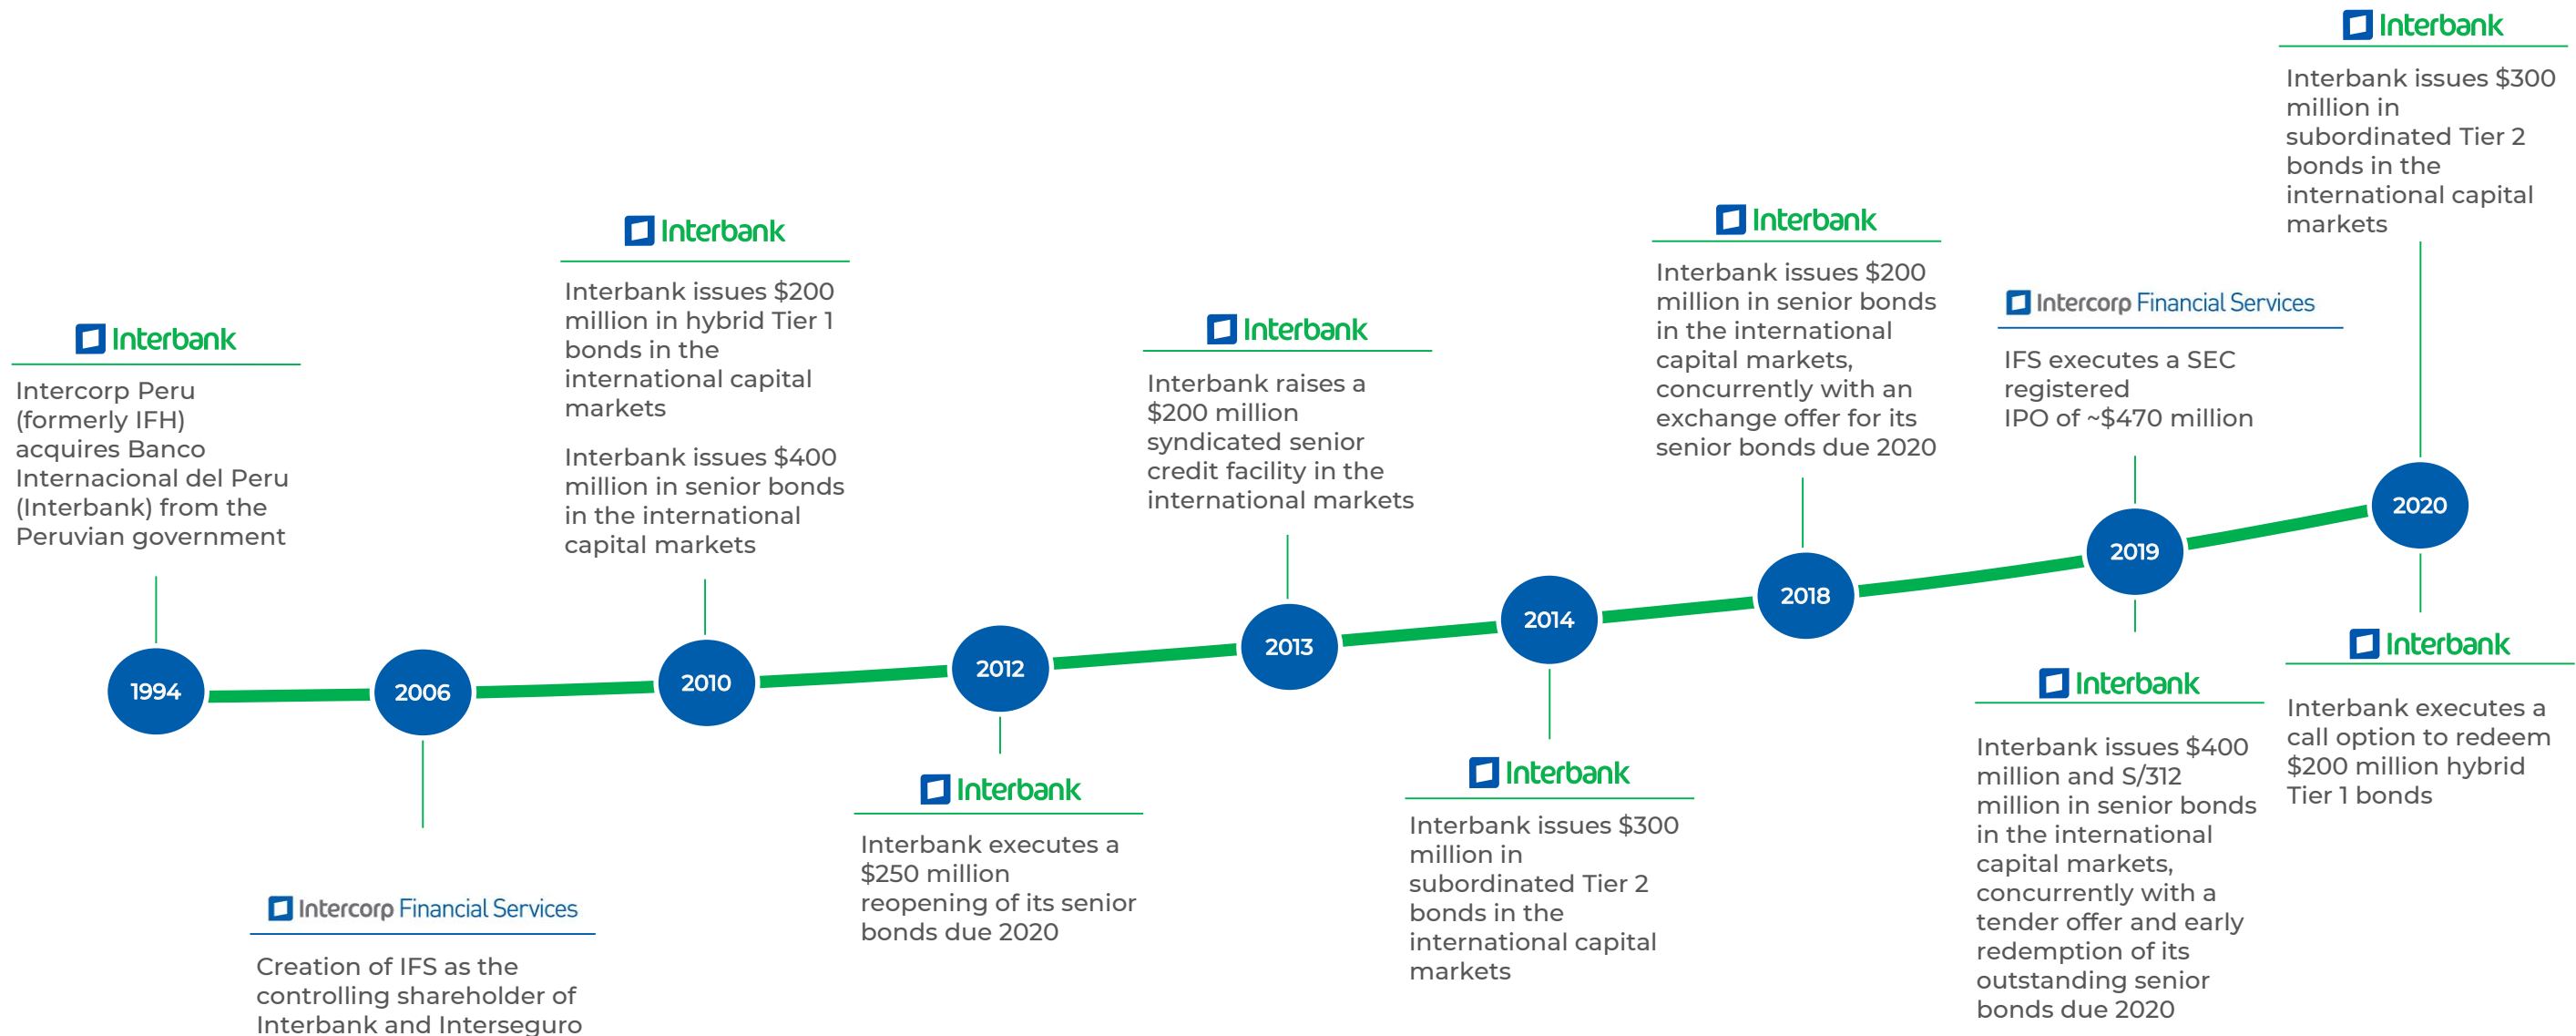 Interbank
Intercorp Peru
(formerly IFH)
acquires Banco
Internacional del Peru
(Interbank) from the
Peruvian government
1994
2006
Intercorp Financial Services
Creation of IFS as the
controlling shareholder of
Interbank and Interseguro
Interbank
Interbank issues $200
million in hybrid Tier 1
bonds in the
international capital
markets
Interbank issues $400
million in senior bonds
in the international
capital markets
2010
2012
Interbank
Interbank executes a
$250 million
reopening of its senior
bonds due 2020
Interbank
Interbank raises a
$200 million
syndicated senior
credit facility in the
international markets
2013
2014
Interbank
Interbank issues $300
million in
subordinated Tier 2
bonds in the
international capital
markets
Interbank
Interbank issues $200
million in senior bonds
in the international
capital markets,
concurrently with an
exchange offer for its
senior bonds due 2020
2018
Intercorp Financial Services
IFS executes a SEC
registered
IPO of ~$470 million
2019
Interbank
Interbank issues $400
million and S/312
million in senior bonds
in the international
capital markets,
concurrently with a
tender offer and early
redemption of its
outstanding senior
bonds due 2020
Interbank
Interbank issues $300
million in
subordinated Tier 2
bonds in the
international capital
markets
2020
Interbank
Interbank executes a
call option to redeem
$200 million hybrid
Tier 1 bonds